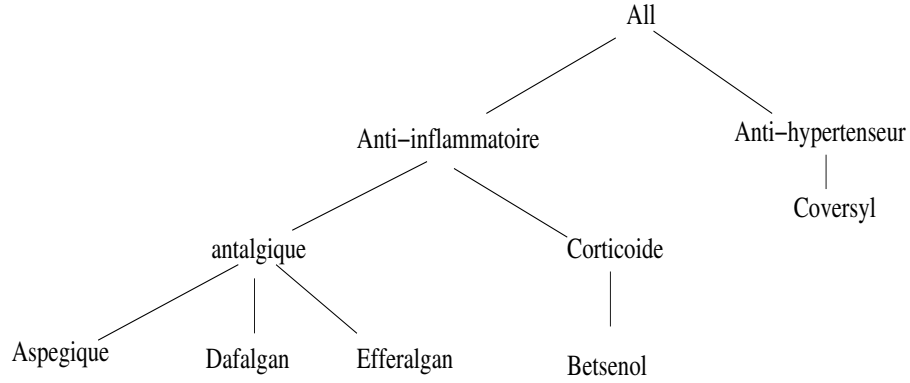 All
Anti-inflammatoire
Anti-hypertenseur
Coversyl
antalgique
Corticoide
Aspegique
Dafalgan
Efferalgan
Betsenol